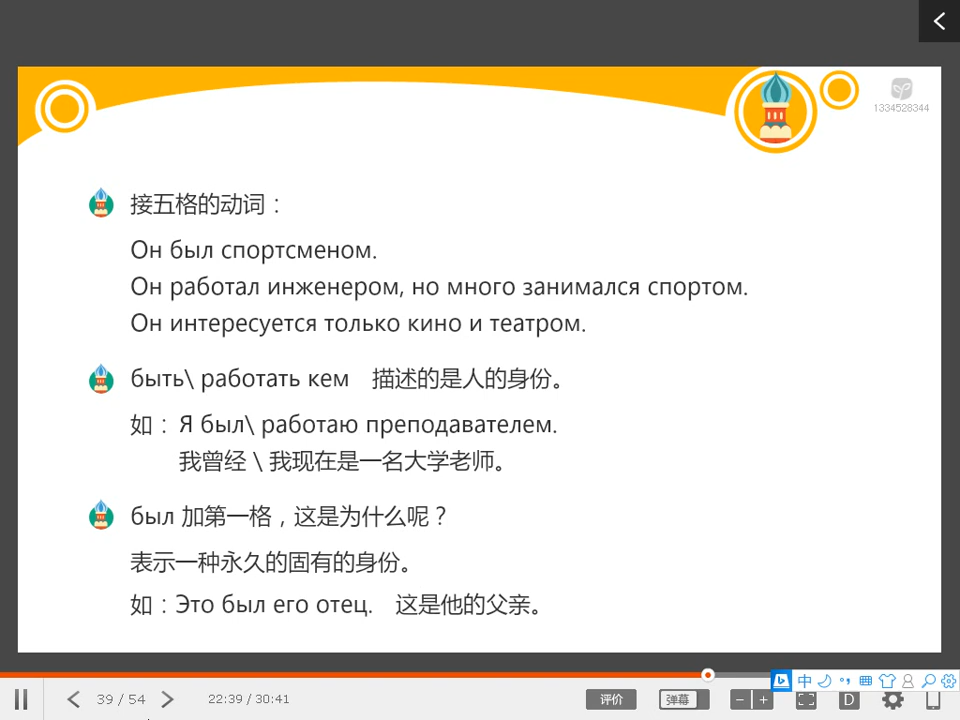 1334528344
接五格的动词：
Он был спортсменом.
Он работал инженером, но много занимался спортом.
Он интересуется только кино и театром.
быть\ работать кем 描述的是人的身份。
如：Я был\ работаю преподавателем.
我曾经 \ 我现在是一名大学老师。
был 加第一格，这是为什么呢？
表示一种永久的固有的身份。
如：Это был его отец. 这是他的父亲。
39 / 54 22:39 / 30:41 评价 弹幕 − + D
中